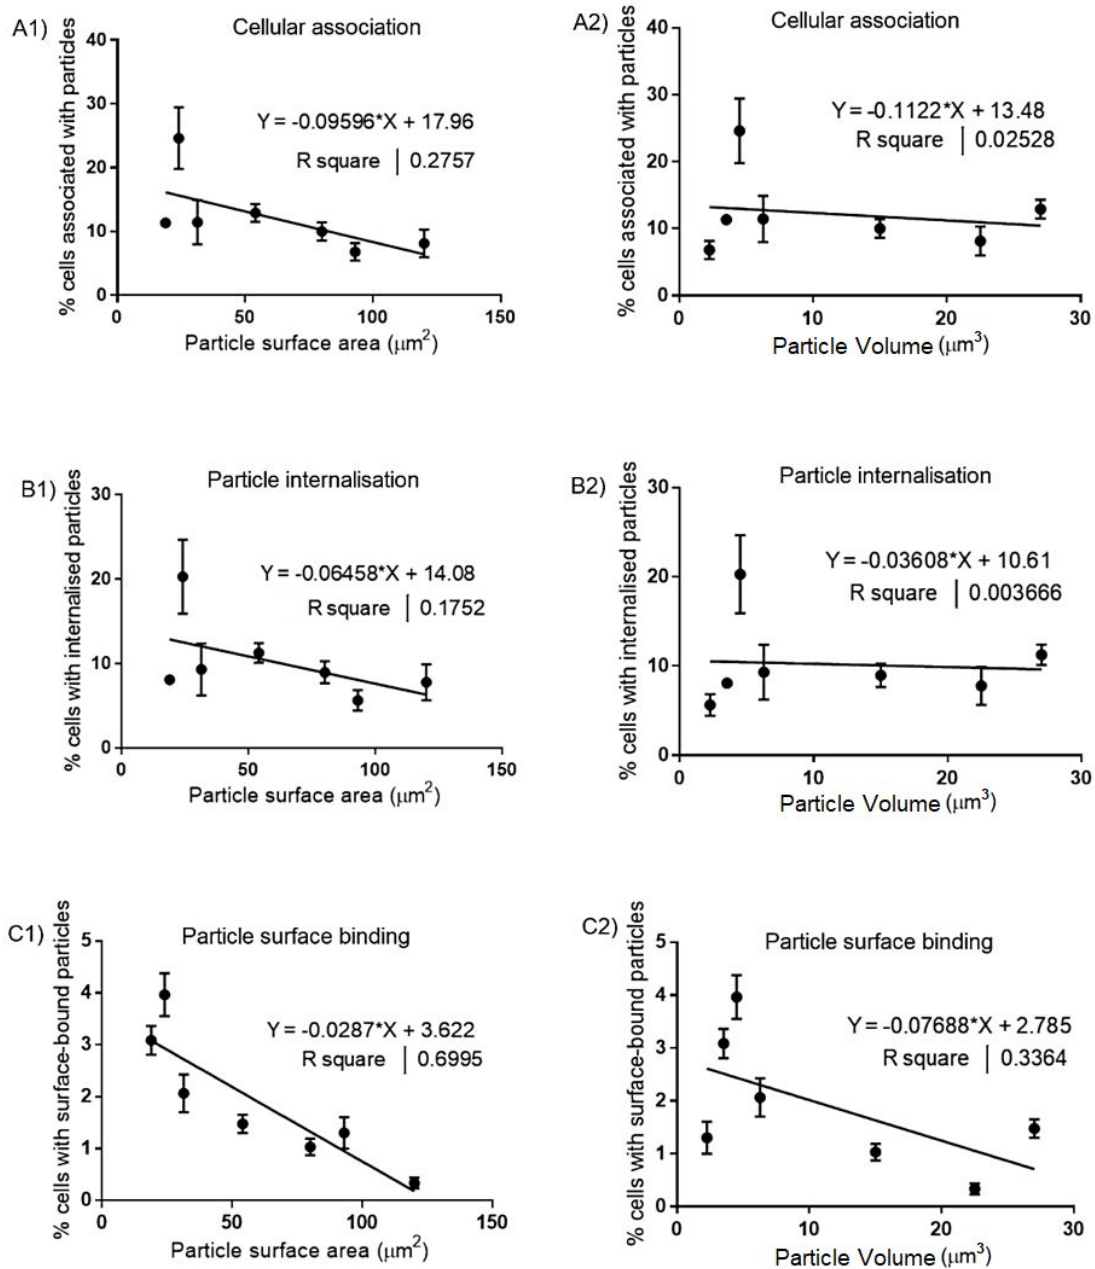 A1)
Cellular association
% cells associated with particles
40
30
20
10
0
Y = -0.09596*X + 17.96
R square | 0.2757
0 50 100 150
Particle surface area (μm²)
A2)
Cellular association
% cells associated with particles
40
30
20
10
0
Y = -0.1122*X + 13.48
R square | 0.02528
0 10 20 30
Particle Volume (μm³)
B1)
Particle internalisation
% cells with internalised particles
30
20
10
0
Y = -0.06458*X + 14.08
R square | 0.1752
0 50 100 150
Particle surface area (μm²)
B2)
Particle internalisation
% cells with internalised particles
30
20
10
0
Y = -0.03608*X + 10.61
R square | 0.003666
0 10 20 30
Particle Volume (μm³)
C1)
Particle surface binding
% cells with surface-bound particles
5
4
3
2
1
0
Y = -0.0287*X + 3.622
R square | 0.6995
0 50 100 150
Particle surface area (μm²)
C2)
Particle surface binding
% cells with surface-bound particles
5
4
3
2
1
0
Y = -0.07688*X + 2.785
R square | 0.3364
0 10 20 30
Particle Volume (μm³)